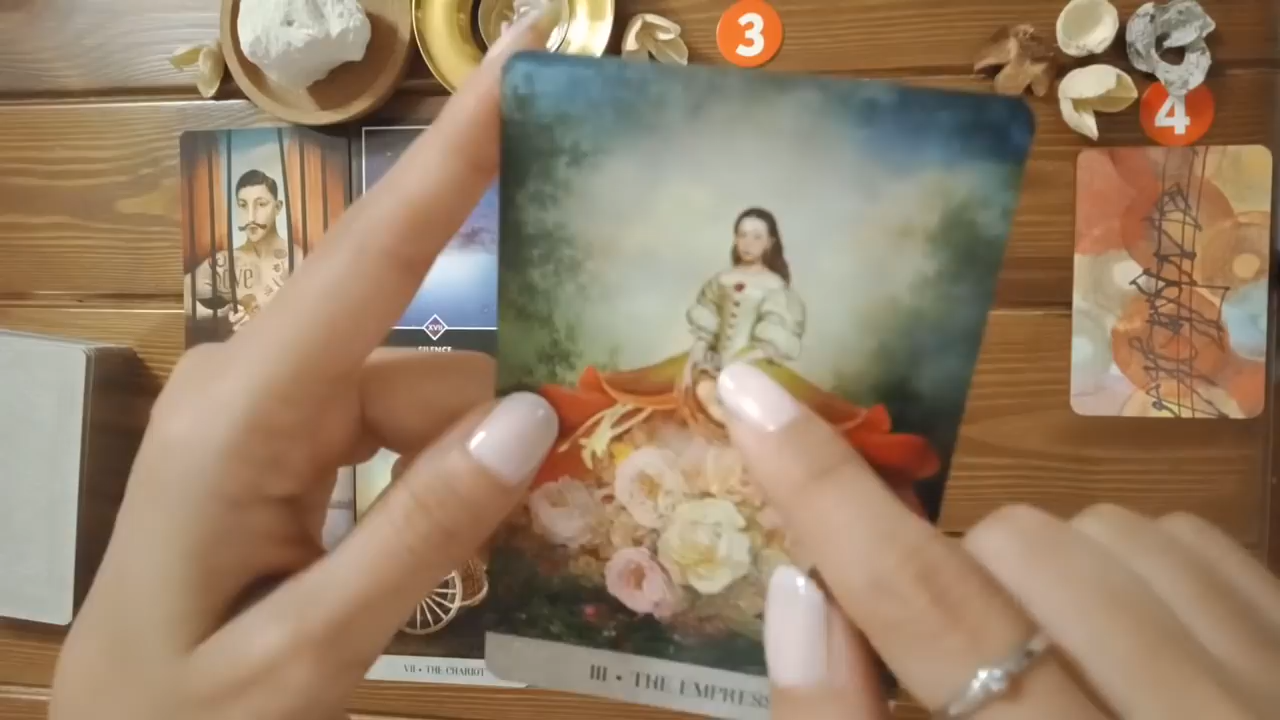 3
4
Love
XVII
SILENCE
VII • THE CHARIOT
III • THE EMPRESS